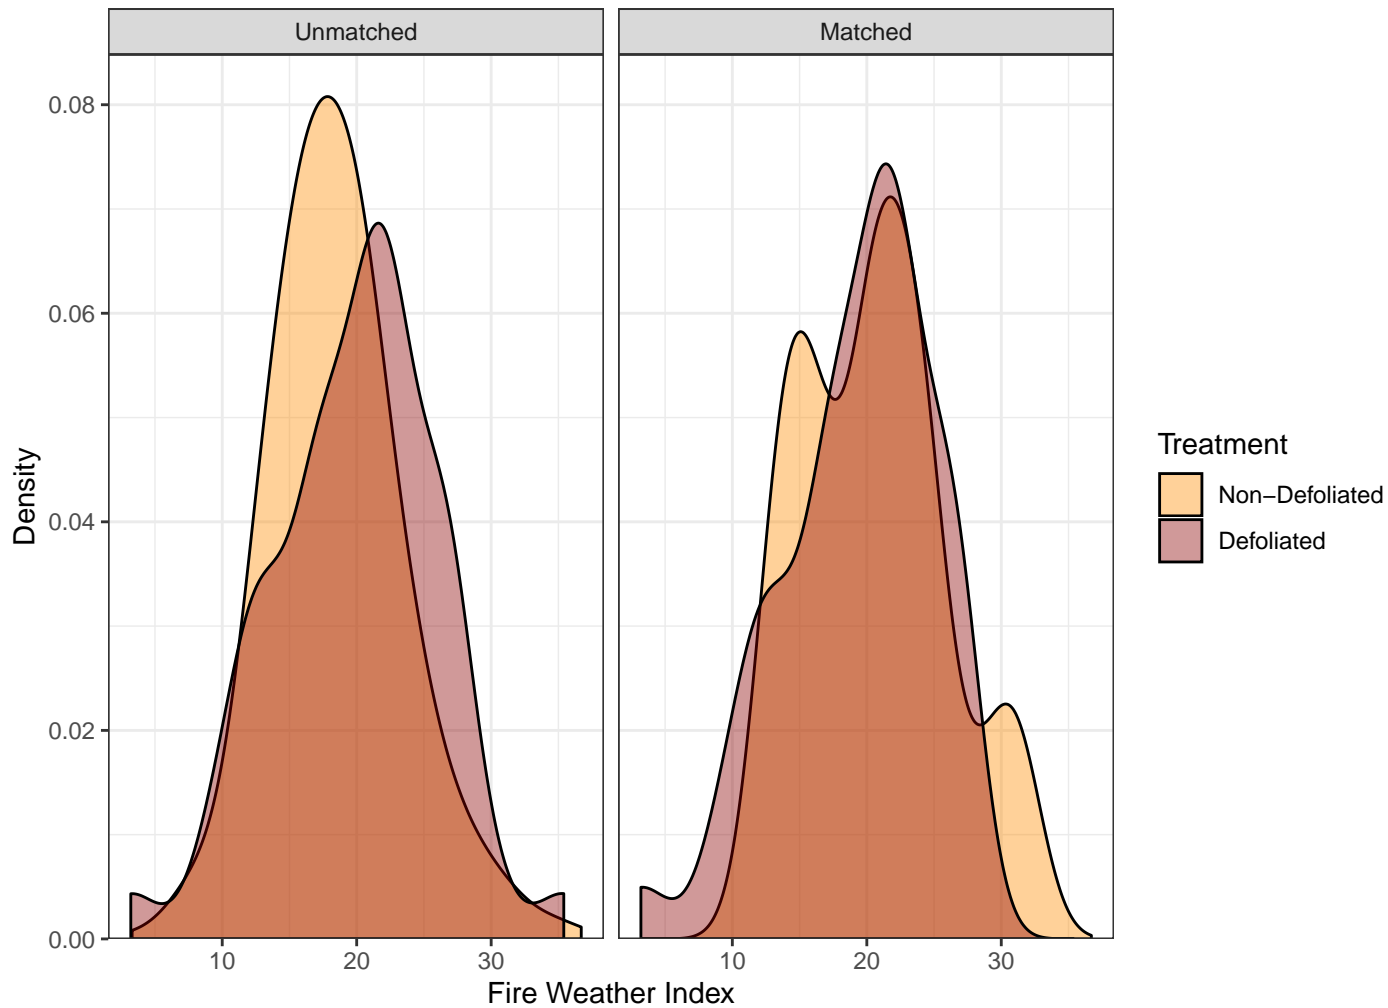 Unmatched
Matched
Density
0.08
0.06
0.04
0.02
0.00
10 20 30
10 20 30
Fire Weather Index
Treatment
Non−Defoliated
Defoliated